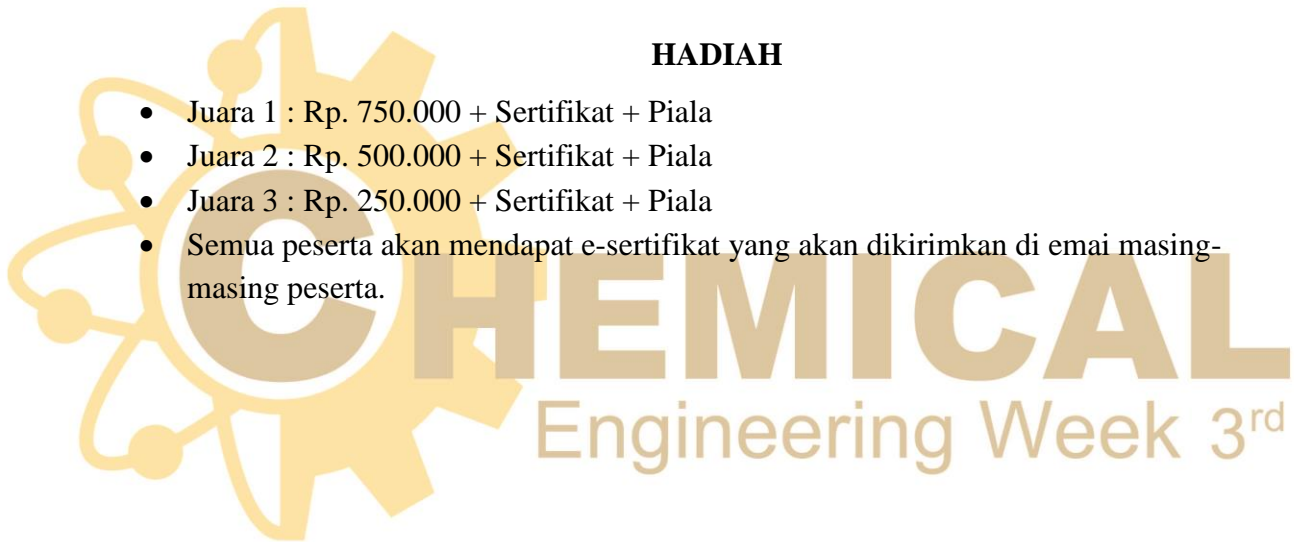 HADIAH
• Juara 1 : Rp. 750.000 + Sertifikat + Piala
• Juara 2 : Rp. 500.000 + Sertifikat + Piala
• Juara 3 : Rp. 250.000 + Sertifikat + Piala
• Semua peserta akan mendapat e-sertifikat yang akan dikirimkan di emai masing-
masing peserta.
CHEMICAL
Engineering Week 3rd